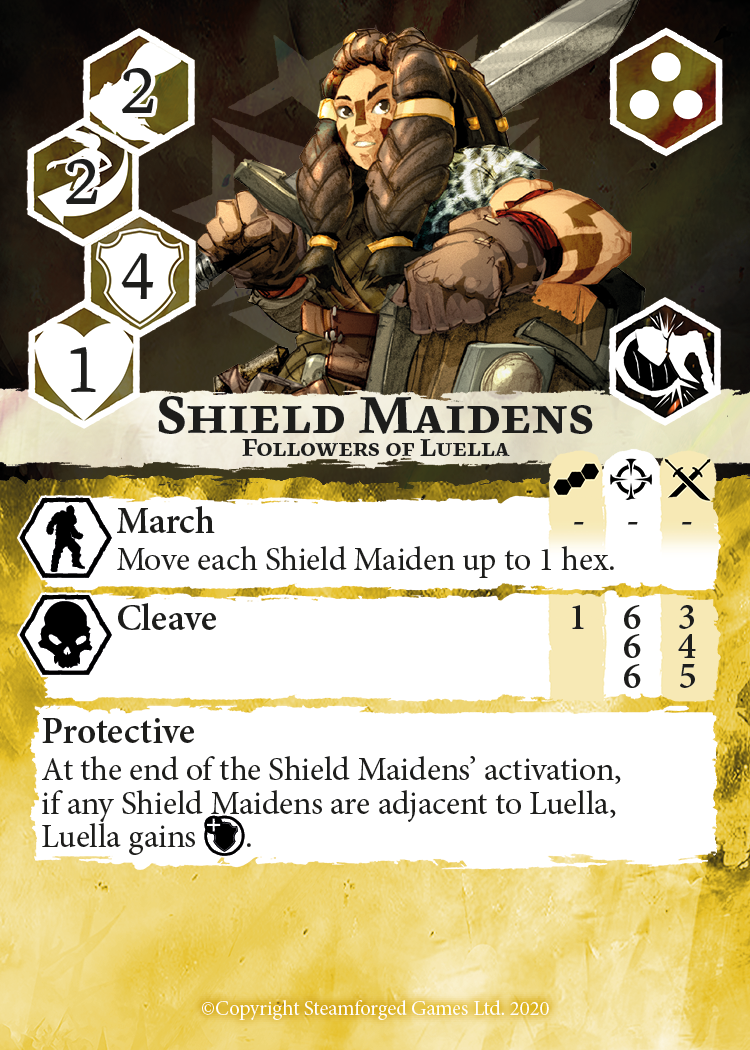 2
2
4
1
Shield Maidens
Followers of Luella
March
- - -
Move each Shield Maiden up to 1 hex.
Cleave 1 6 3
6 4
6 5
Protective
At the end of the Shield Maidens’ activation,
if any Shield Maidens are adjacent to Luella,
Luella gains .
©Copyright Steamforged Games Ltd. 2020